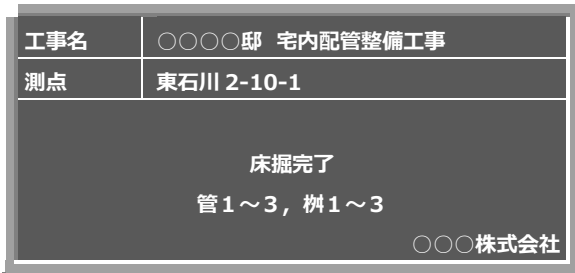 工事名 ○○○○邸 宅内配管整備工事
測点 東石川 2-10-1
床掘完了
管1～3，桝1～3
○○○株式会社